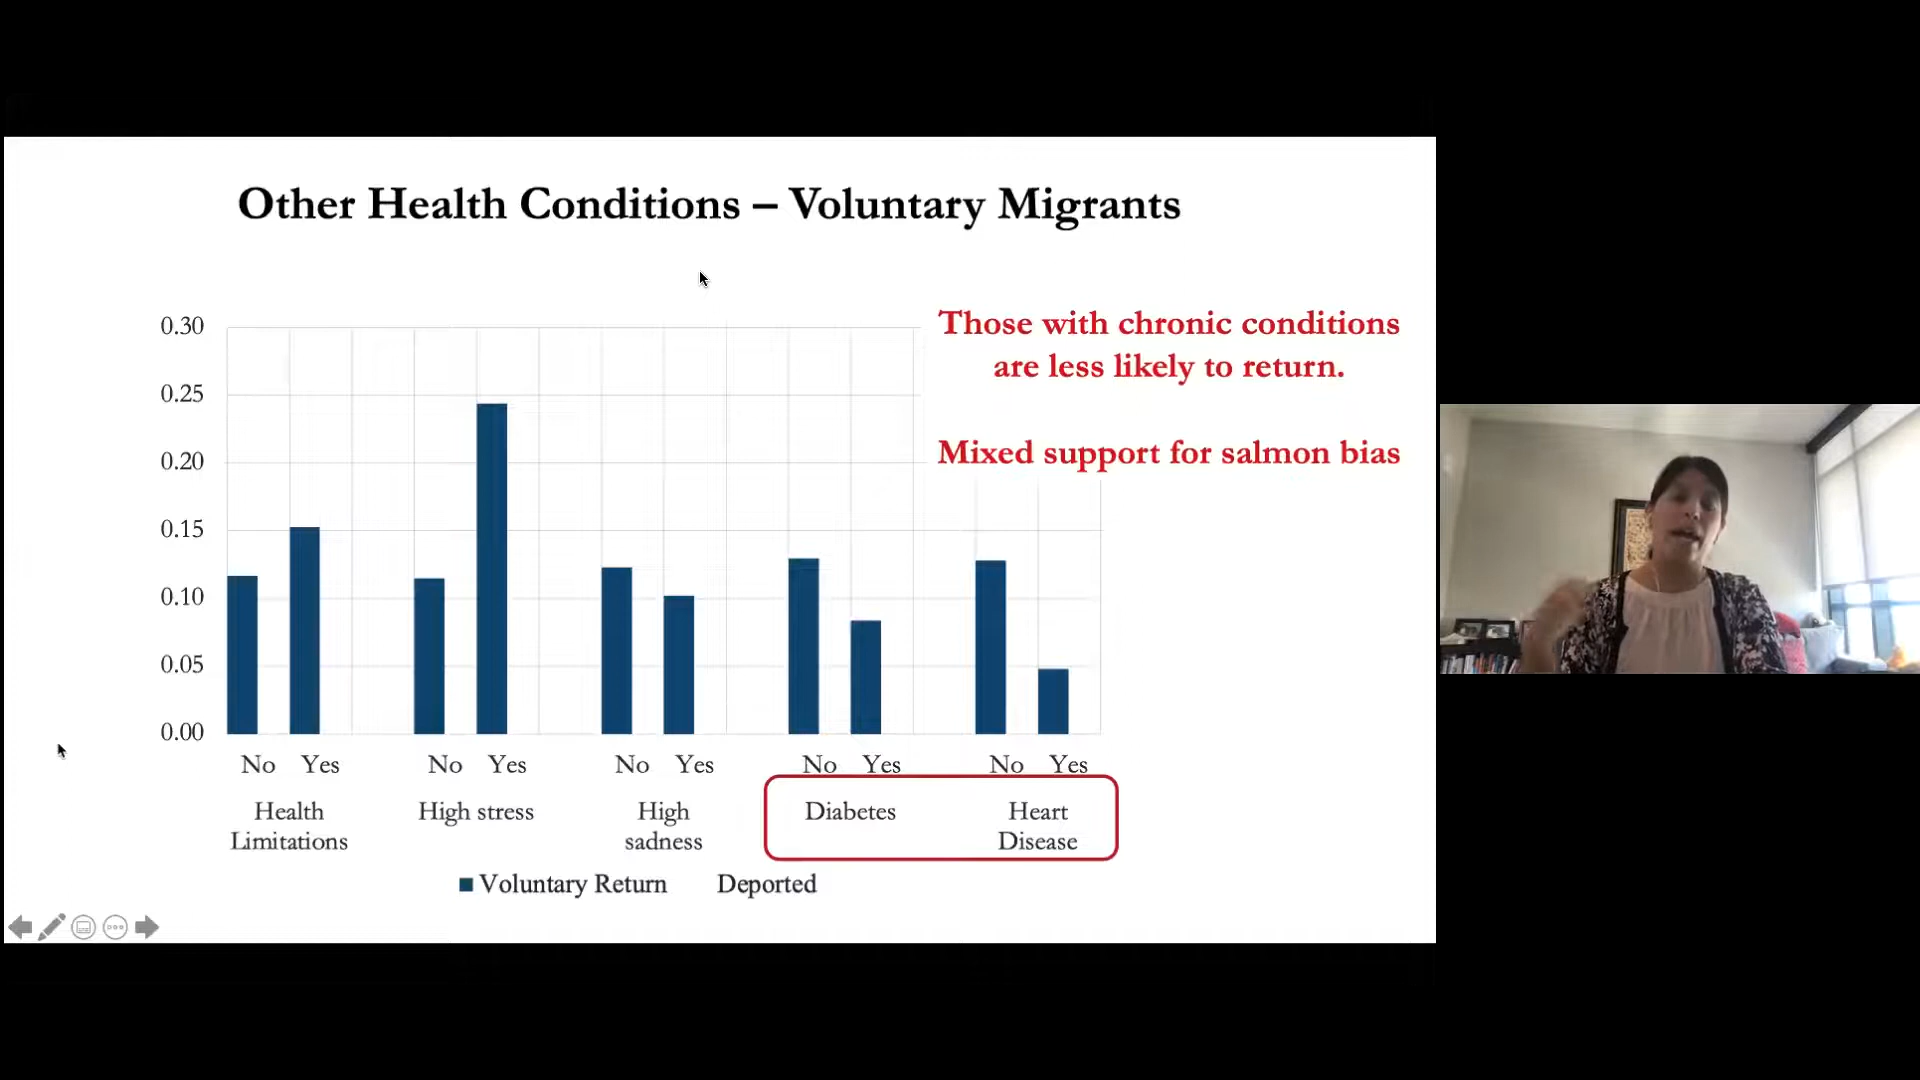 Other Health Conditions – Voluntary Migrants
Those with chronic conditions
are less likely to return.
Mixed support for salmon bias
0.30
0.25
0.20
0.15
0.10
0.05
0.00
No Yes No Yes No Yes No Yes No Yes
Health Limitations
High stress
High sadness
Diabetes
Heart Disease
Voluntary Return Deported